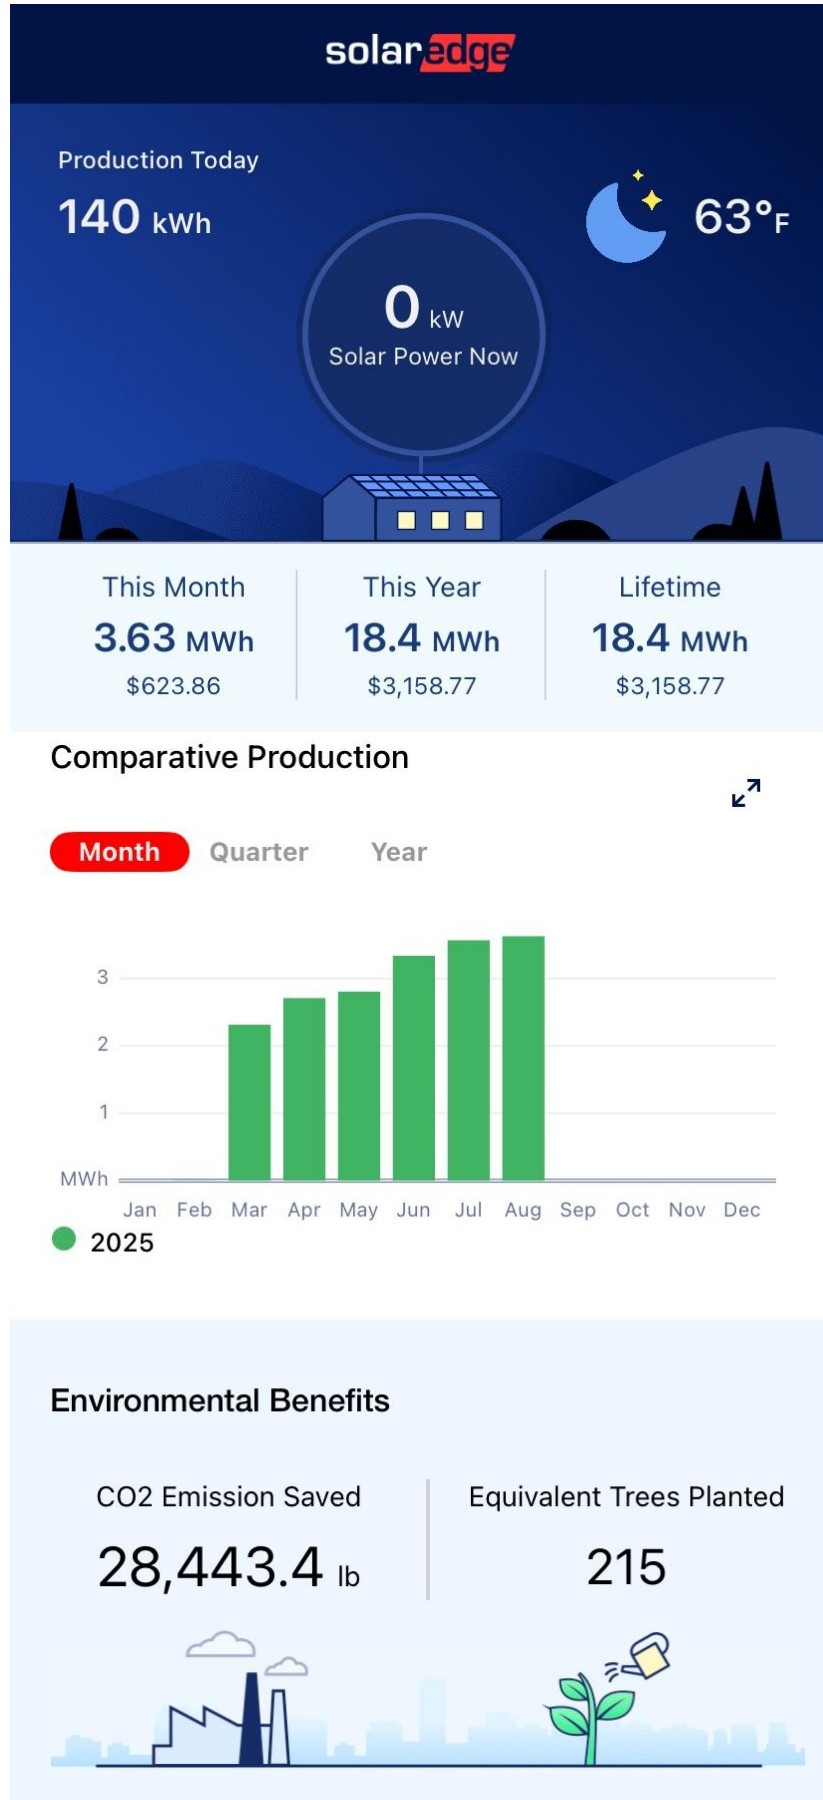 solaredge
Production Today
140 kWh
63°F
0 kW
Solar Power Now
This Month
3.63 MWh
$623.86
This Year
18.4 MWh
$3,158.77
Lifetime
18.4 MWh
$3,158.77
Comparative Production
Month Quarter Year
3
2
1
MWh
Jan Feb Mar Apr May Jun Jul Aug Sep Oct Nov Dec
2025
Environmental Benefits
CO2 Emission Saved
28,443.4 lb
Equivalent Trees Planted
215